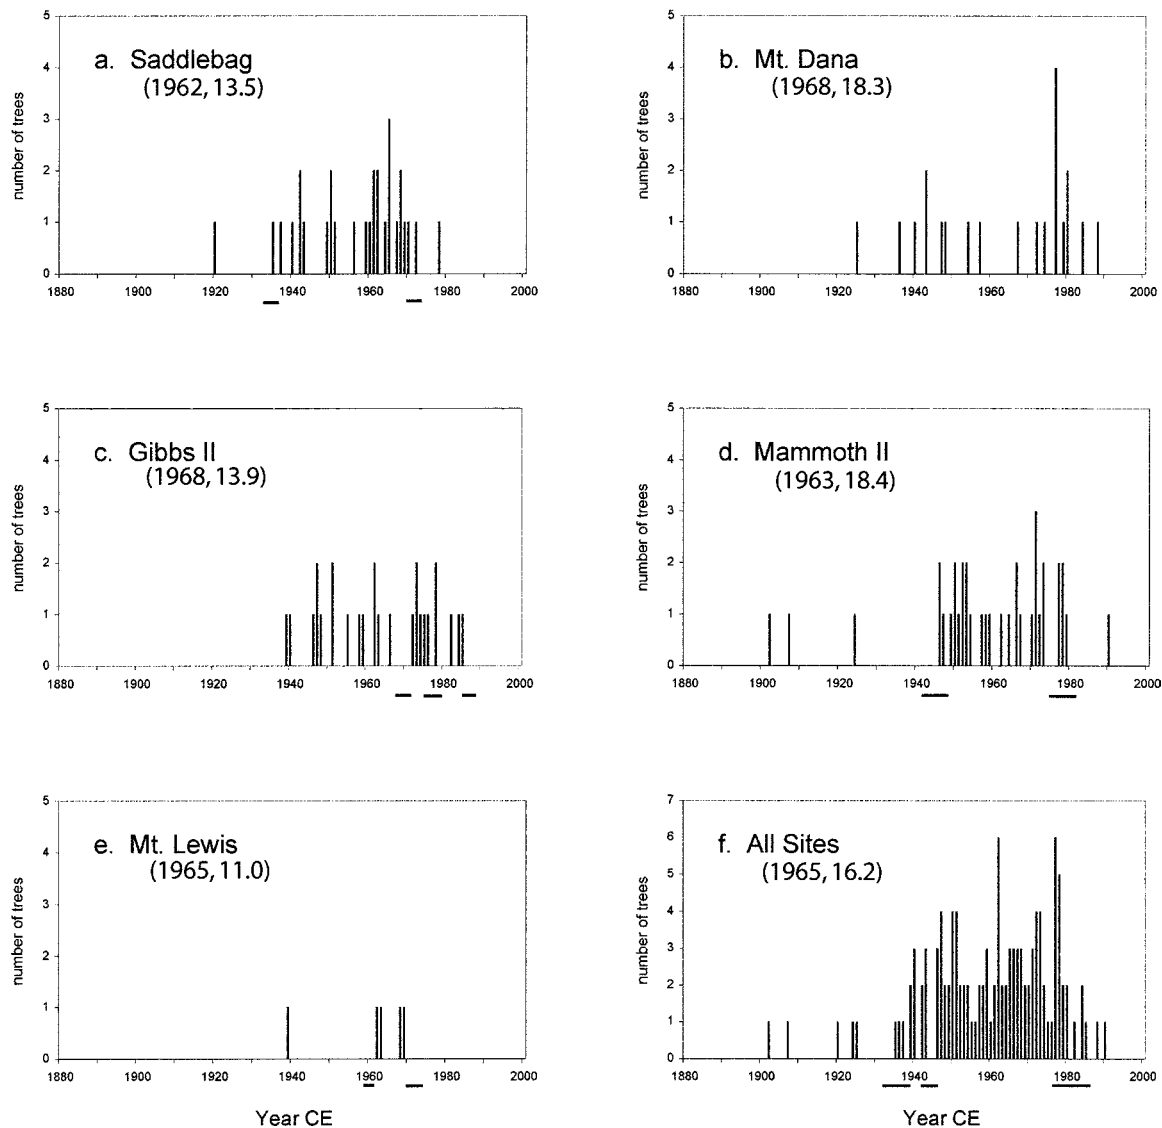 a. Saddlebag
(1962, 13.5)
number of trees
5
4
3
2
1
0
1880 1900 1920 1940 1960 1980 2000
b. Mt. Dana
(1968, 18.3)
number of trees
5
4
3
2
1
0
1880 1900 1920 1940 1960 1980 2000
c. Gibbs II
(1968, 13.9)
number of trees
5
4
3
2
1
0
1880 1900 1920 1940 1960 1980 2000
d. Mammoth II
(1963, 18.4)
number of trees
5
4
3
2
1
0
1880 1900 1920 1940 1960 1980 2000
e. Mt. Lewis
(1965, 11.0)
number of trees
5
4
3
2
1
0
1880 1900 1920 1940 1960 1980 2000
Year CE
f. All Sites
(1965, 16.2)
number of trees
7
6
5
4
3
2
1
0
1880 1900 1920 1940 1960 1980 2000
Year CE